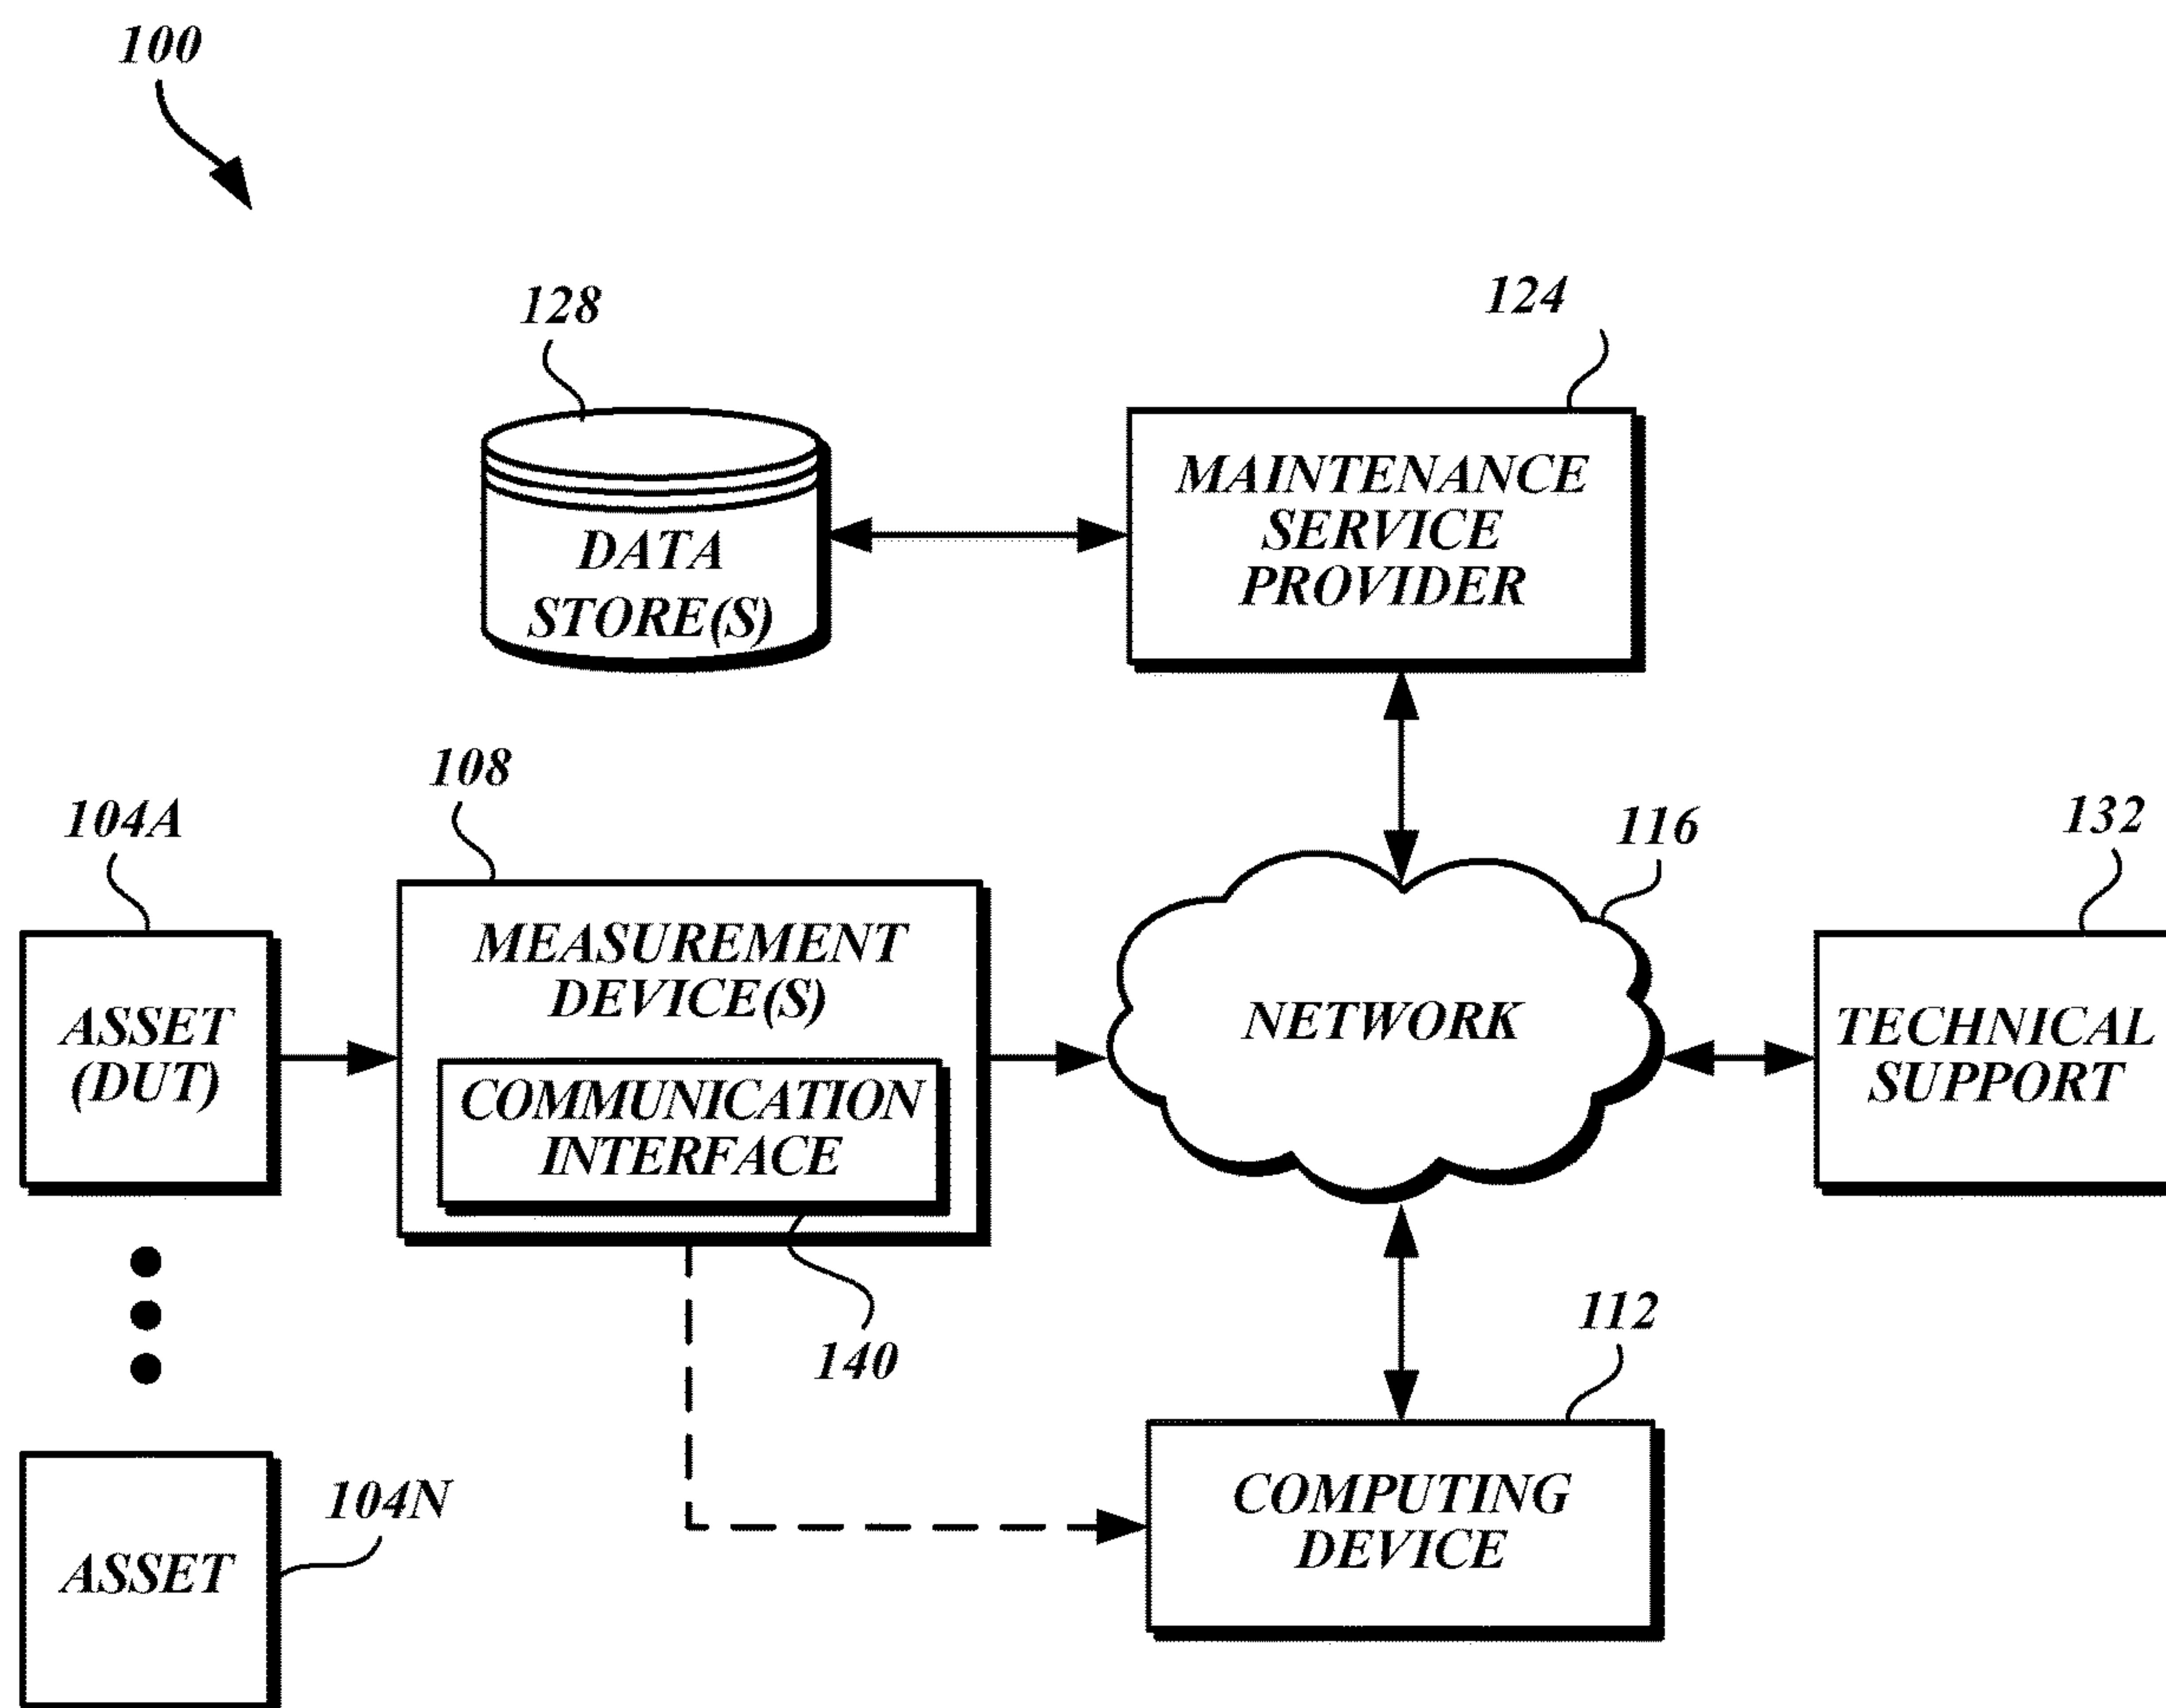 100
128
124
DATA
STORE(S)
MAINTENANCE
SERVICE
PROVIDER
108
104A
116
132
MEASUREMENT
DEVICE(S)
ASSET
(DUT)
COMMUNICATION
INTERFACE
NETWORK
TECHNICAL
SUPPORT
140
112
104N
ASSET
COMPUTING
DEVICE